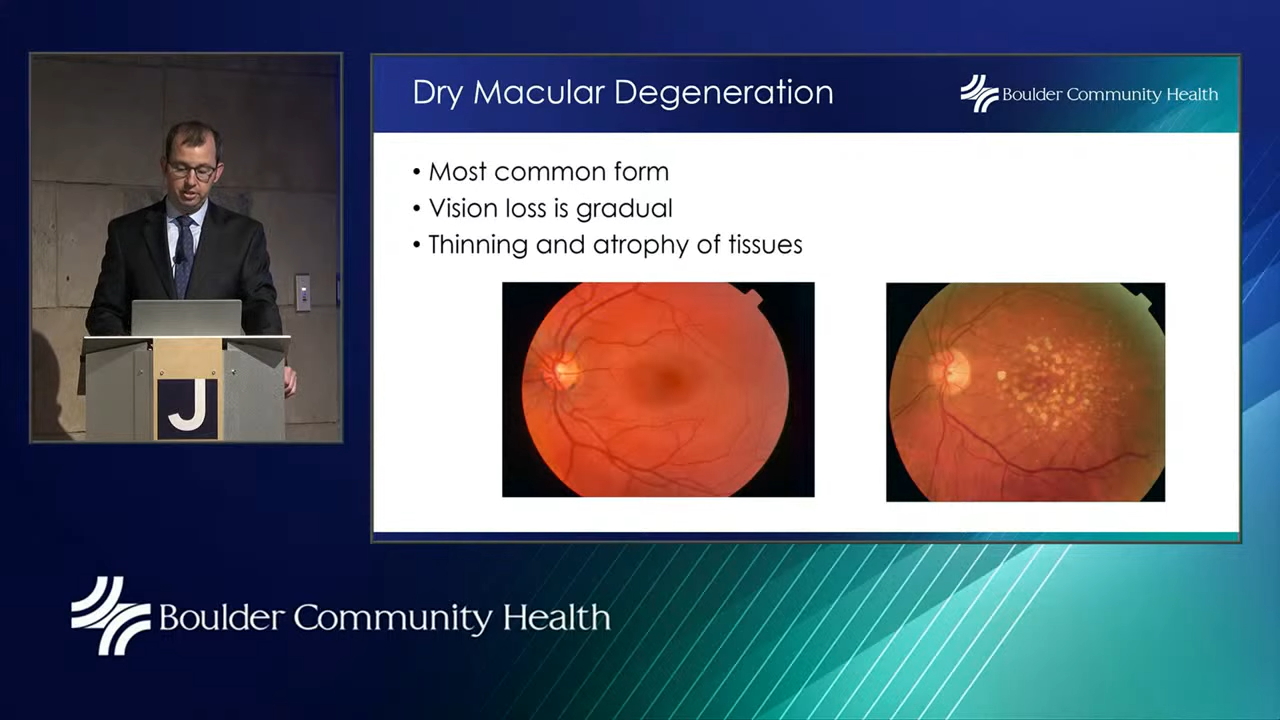 Dry Macular Degeneration
Boulder Community Health
• Most common form
• Vision loss is gradual
• Thinning and atrophy of tissues
J
Boulder Community Health